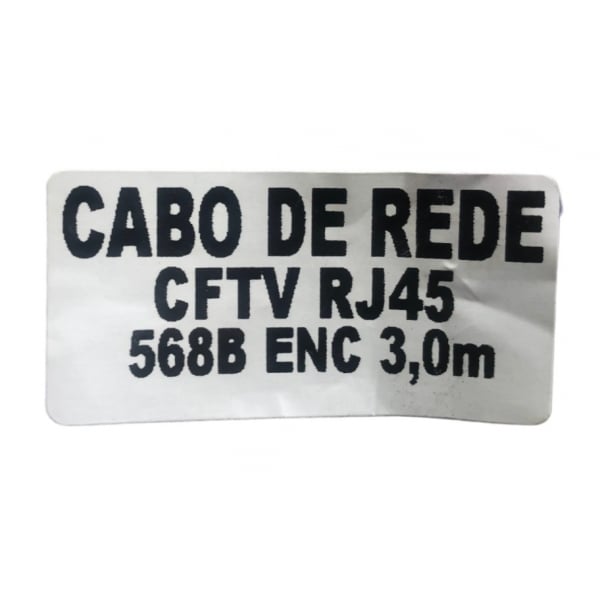 CABO DE REDE
CFTV RJ45
568B ENC 3,0m